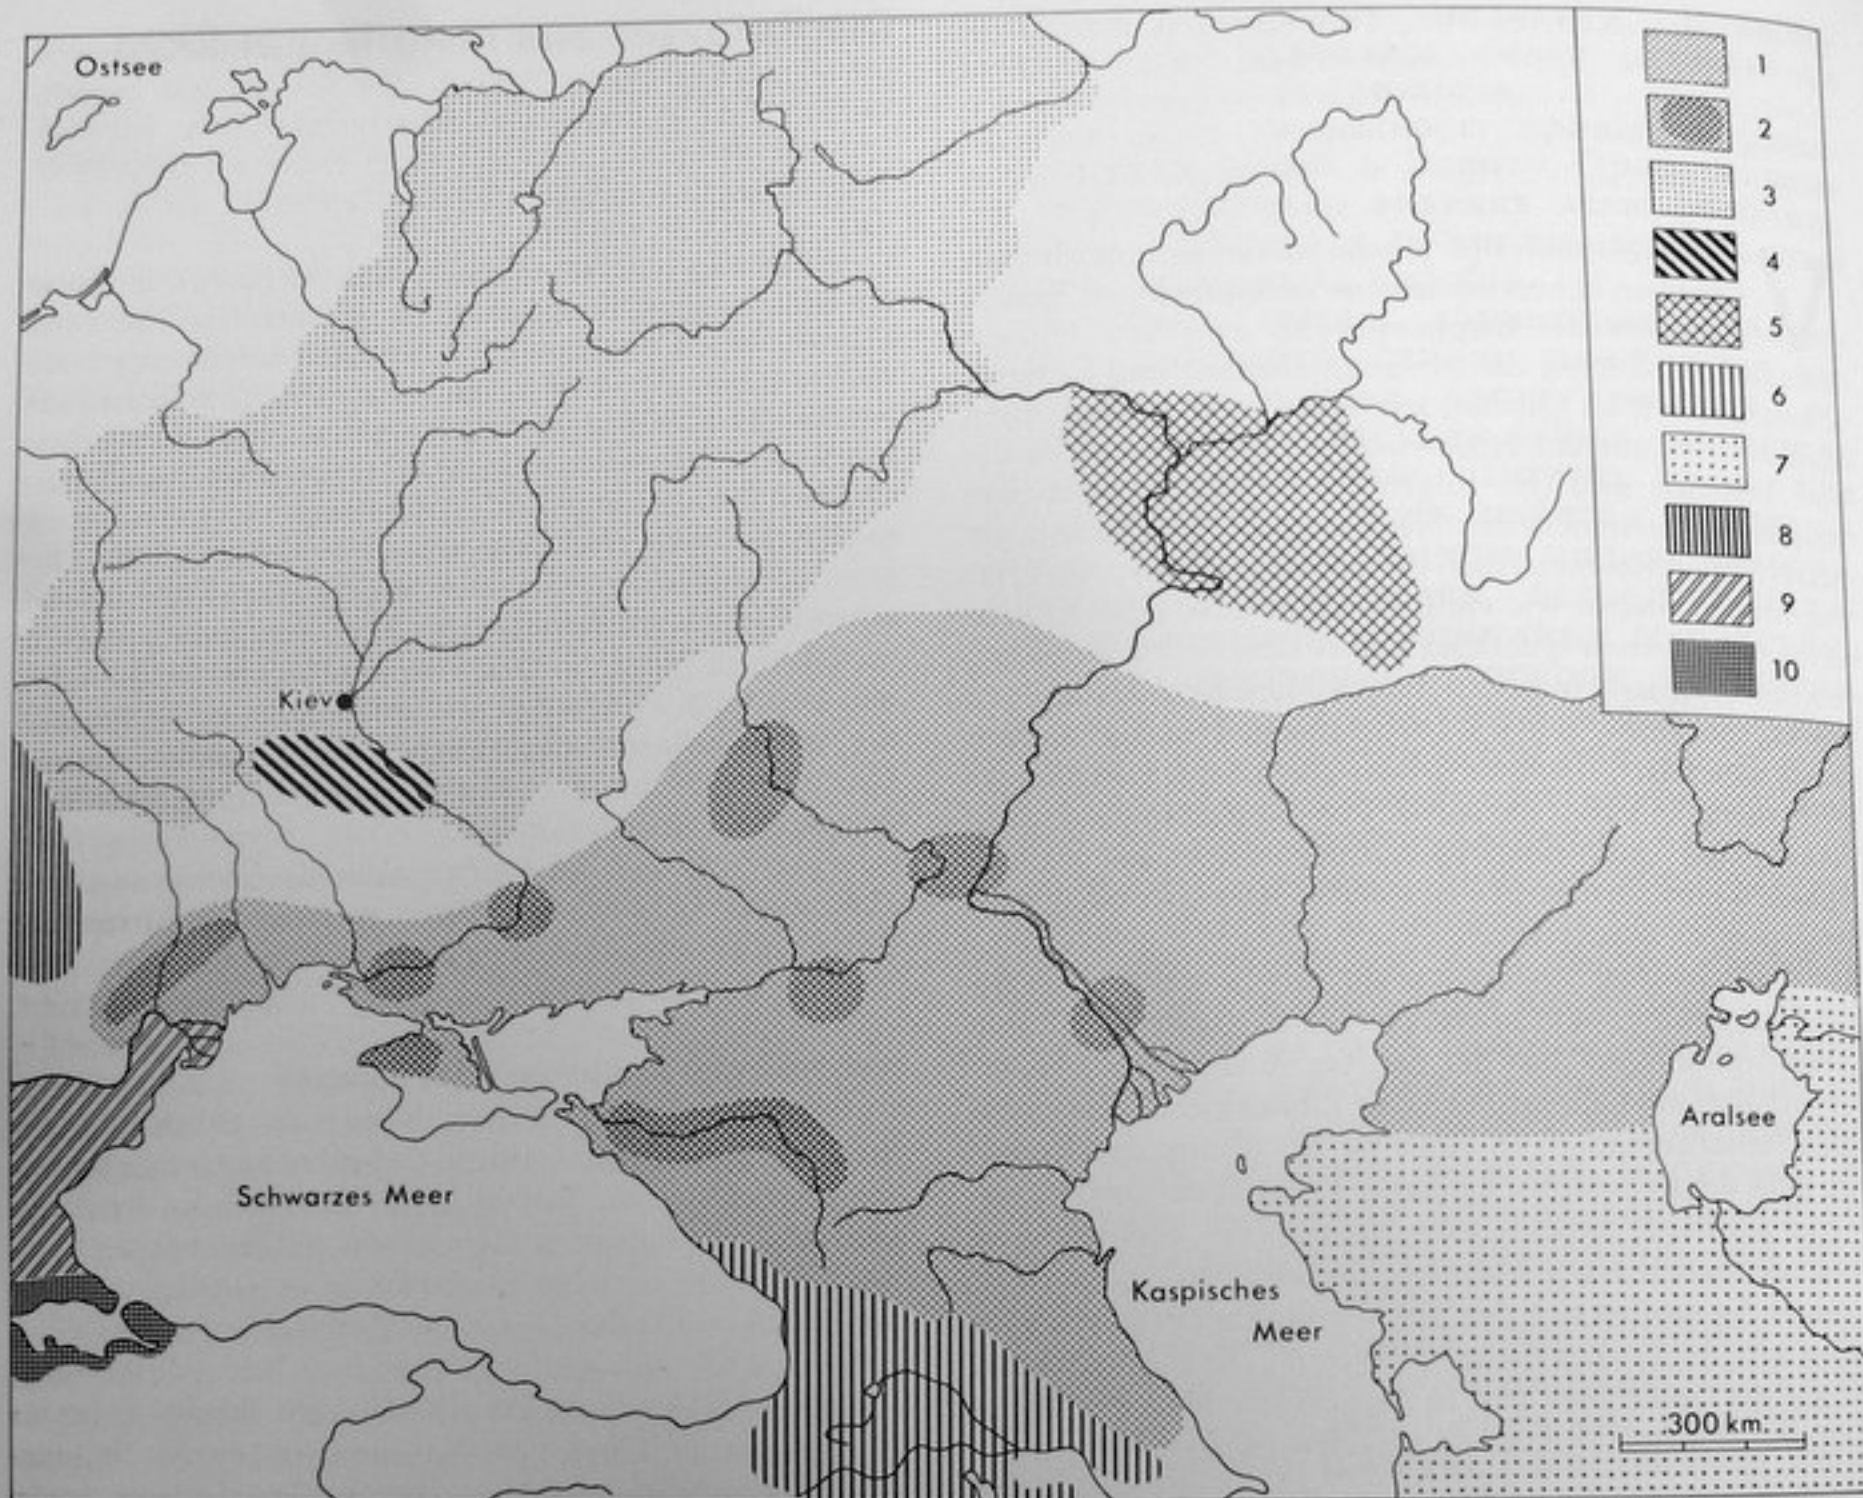 Ostsee
1
2
3
4
5
6
7
8
9
10
Kiev
Aralsee
Schwarzes Meer
Kaspisches
Meer
300 km.